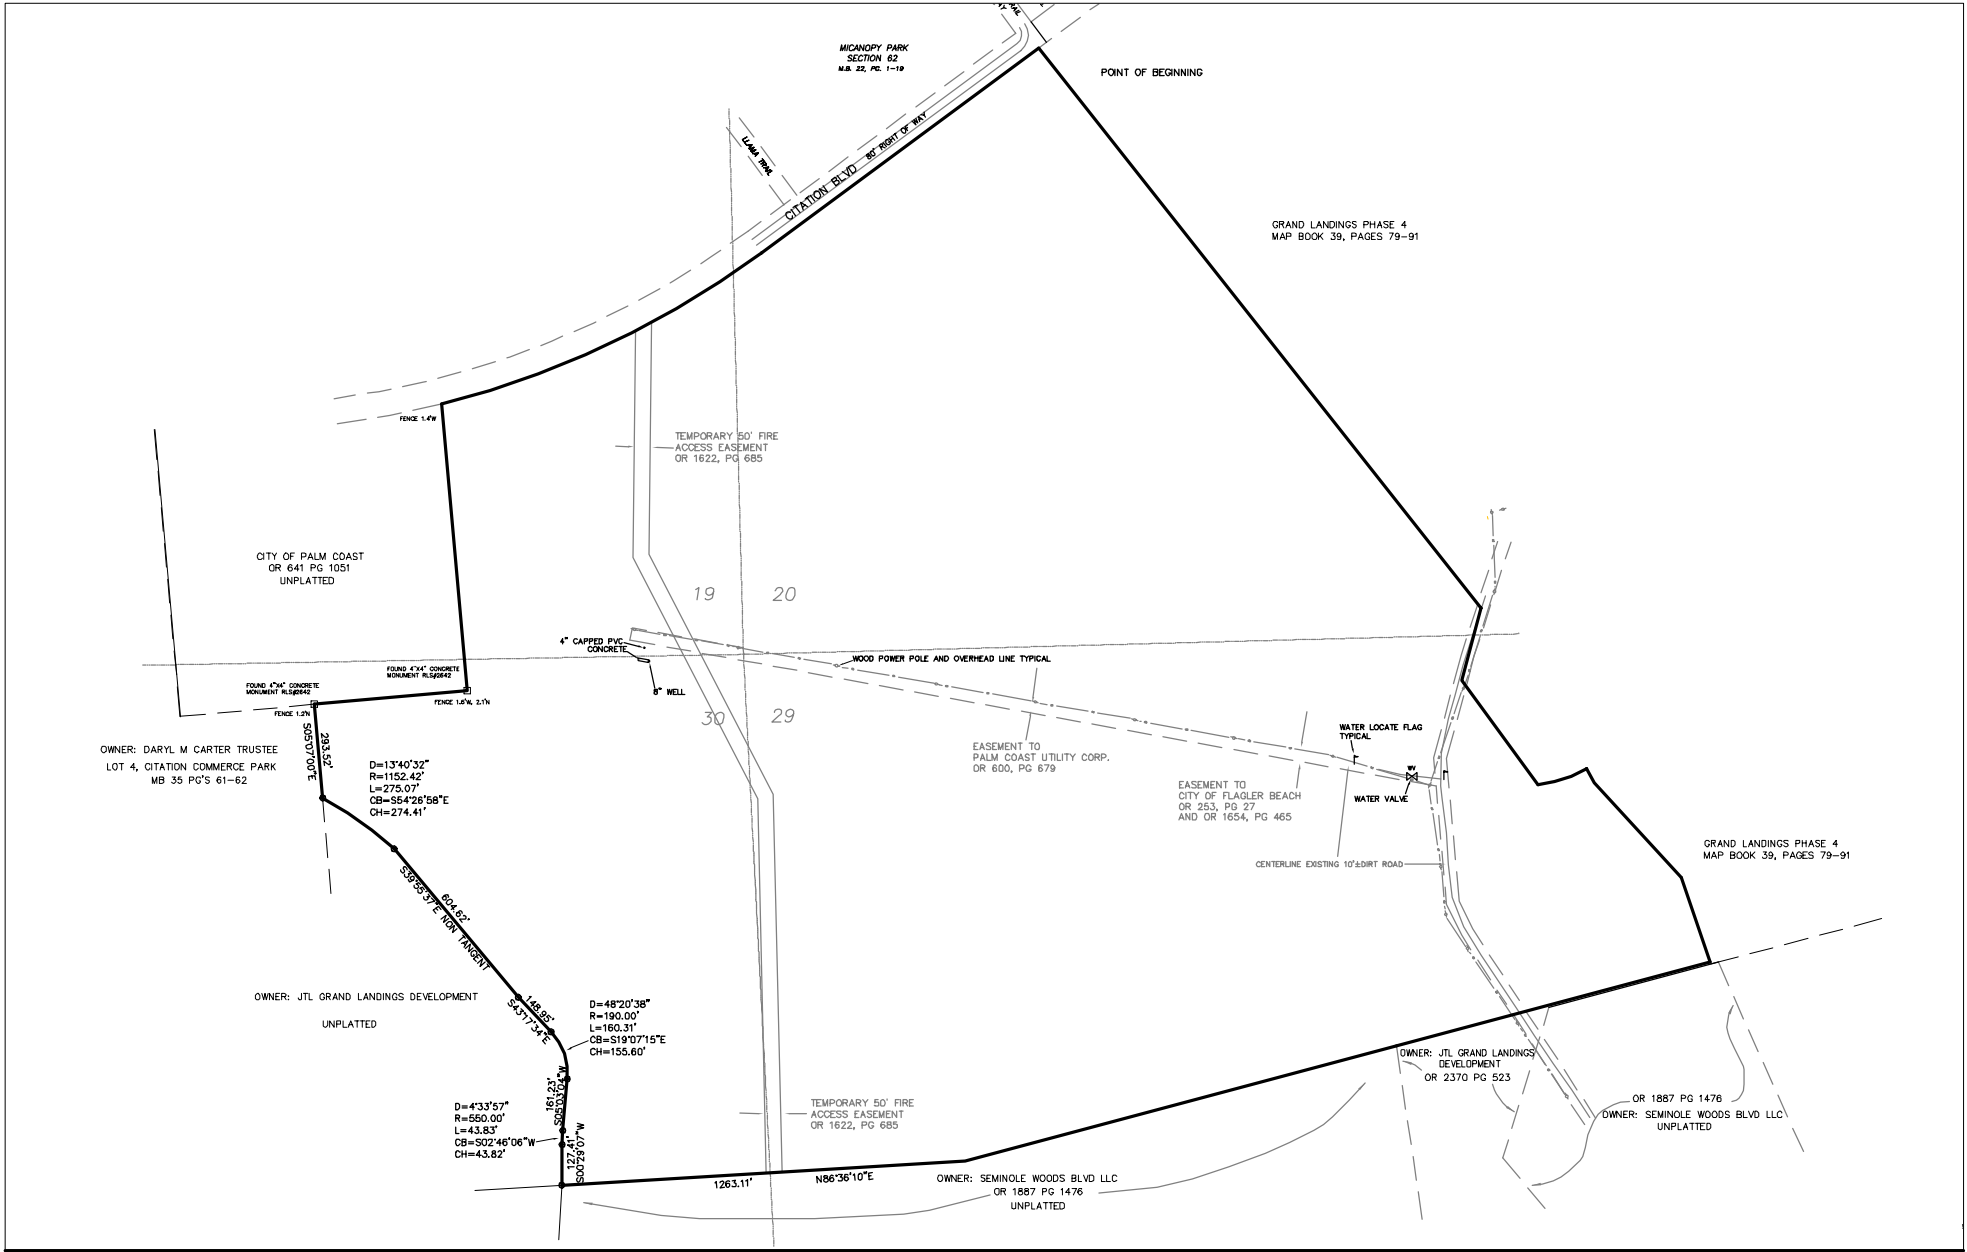 MICANOPY PARK
SECTION 62
M.B. 22, PG. 1-19
POINT OF BEGINNING
LLAMA TRAIL
CITATION BLVD
80' RIGHT OF WAY
GRAND LANDINGS PHASE 4
MAP BOOK 39, PAGES 79-91
FENCE 1.4'W
TEMPORARY 50' FIRE
ACCESS EASEMENT
OR 1622, PG 685
CITY OF PALM COAST
OR 641 PG 1051
UNPLATTED
19
20
4" CAPPED PVC
CONCRETE
WOOD POWER POLE AND OVERHEAD LINE TYPICAL
FOUND 4"X4" CONCRETE
MONUMENT RLS#2642
FOUND 4"X4" CONCRETE
MONUMENT RLS#2642
8" WELL
FENCE 1.6'W, 2.1'N
FENCE 1.2'N
30
29
S05°07'00"E
293.52'
OWNER: DARYL M CARTER TRUSTEE
LOT 4, CITATION COMMERCE PARK
MB 35 PG'S 61-62
D=13°40'32"
R=1152.42'
L=275.07'
CB=S54°26'58"E
CH=274.41'
WATER LOCATE FLAG
TYPICAL
EASEMENT TO
PALM COAST UTILITY CORP.
OR 600, PG 679
WV
WATER VALVE
EASEMENT TO
CITY OF FLAGLER BEACH
OR 253, PG 27
AND OR 1654, PG 465
CENTERLINE EXISTING 10'±DIRT ROAD
GRAND LANDINGS PHASE 4
MAP BOOK 39, PAGES 79-91
604.62'
S39°55'37"E NON TANGENT
OWNER: JTL GRAND LANDINGS DEVELOPMENT
UNPLATTED
148.95'
S43°17'34"E
D=48°20'38"
R=190.00'
L=160.31'
CB=S19°07'15"E
CH=155.60'
161.23'
S05°03'04"W
D=4°33'57"
R=550.00'
L=43.83'
CB=S02°46'06"W
CH=43.82'
127.41'
S00°29'07"W
TEMPORARY 50' FIRE
ACCESS EASEMENT
OR 1622, PG 685
OWNER: JTL GRAND LANDINGS
DEVELOPMENT
OR 2370 PG 523
OR 1887 PG 1476
OWNER: SEMINOLE WOODS BLVD LLC
UNPLATTED
1263.11'
N86°36'10"E
OWNER: SEMINOLE WOODS BLVD LLC
OR 1887 PG 1476
UNPLATTED